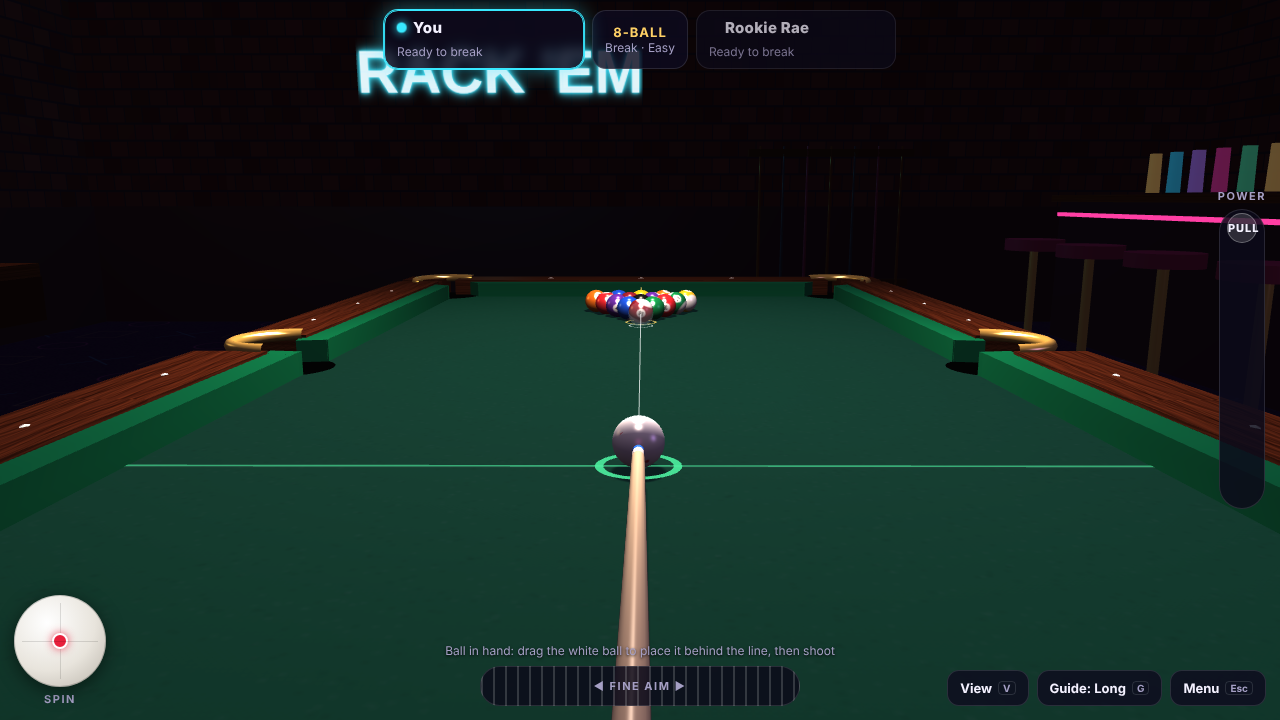 You
Ready to break
8-BALL
Break · Easy
Rookie Rae
Ready to break
RACK 'EM
POWER
PULL
Ball in hand: drag the white ball to place it behind the line, then shoot
◀ FINE AIM ▶
SPIN
View V
Guide: Long G
Menu Esc